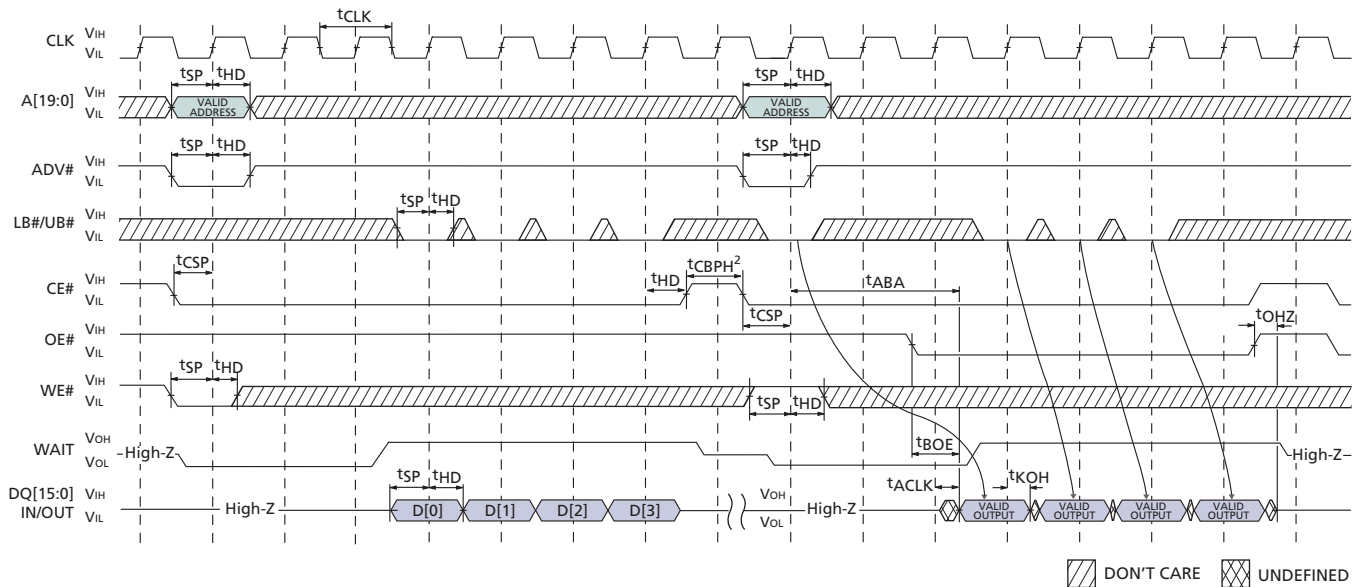 tCLK
CLK VIH
VIL
tSP tHD tSP tHD
A[19:0] VIH
VIL
VALID ADDRESS VALID ADDRESS
tSP tHD tSP tHD
ADV# VIH
VIL
tSP tHD
LB#/UB# VIH
VIL
tCSP tHD tCBPH2 tABA
CE# VIH
VIL
tCSP
OE# VIH
VIL
tOHZ
tSP tHD
WE# VIH
VIL
tSP tHD
tBOE
WAIT VOH
VOL
High-Z High-Z
tSP tHD tACLK tKOH
DQ[15:0] IN/OUT VIH
VIL
High-Z D[0] D[1] D[2] D[3] VOH
VOL
High-Z VALID OUTPUT VALID OUTPUT VALID OUTPUT VALID OUTPUT
DON'T CARE UNDEFINED